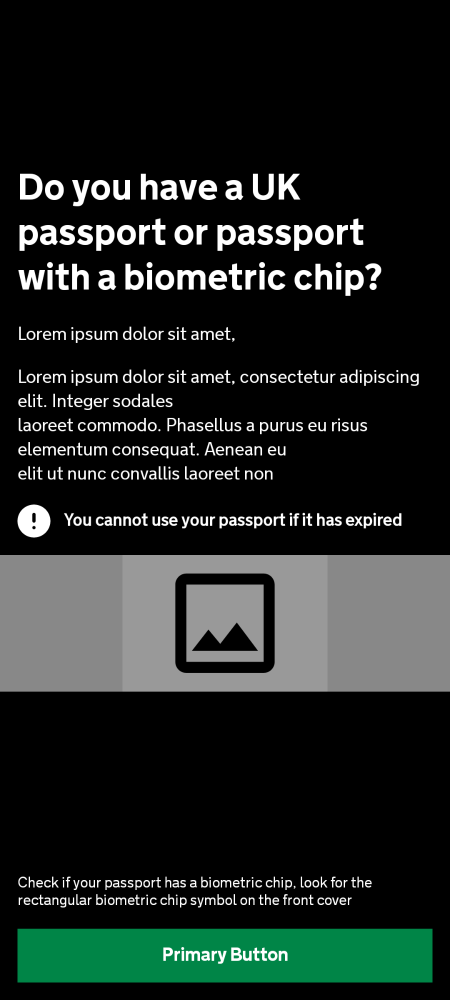 Do you have a UK
passport or passport
with a biometric chip?
Lorem ipsum dolor sit amet,
Lorem ipsum dolor sit amet, consectetur adipiscing
elit. Integer sodales
laoreet commodo. Phasellus a purus eu risus
elementum consequat. Aenean eu
elit ut nunc convallis laoreet non
You cannot use your passport if it has expired
Check if your passport has a biometric chip, look for the
rectangular biometric chip symbol on the front cover
Primary Button